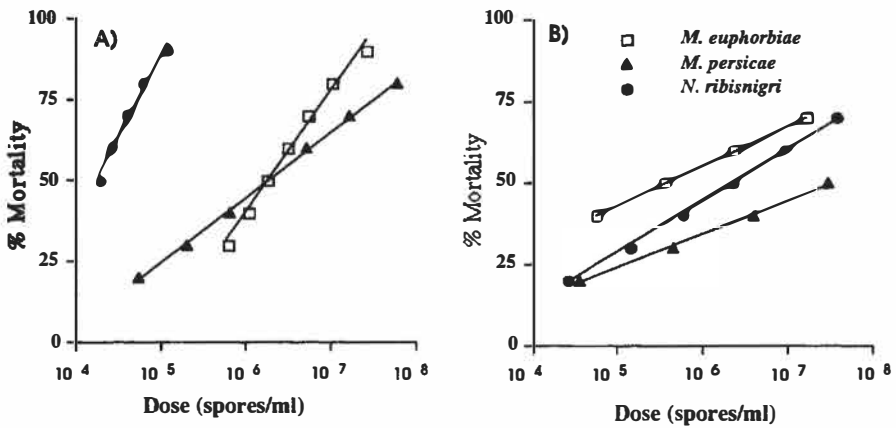 A)
% Mortality
100
75
50
25
0
10^4
10^5
10^6
10^7
10^8
Dose (spores/ml)
B)
M. euphorbiae
M. persicae
N. ribisnigri
% Mortality
100
75
50
25
0
10^4
10^5
10^6
10^7
10^8
Dose (spores/ml)